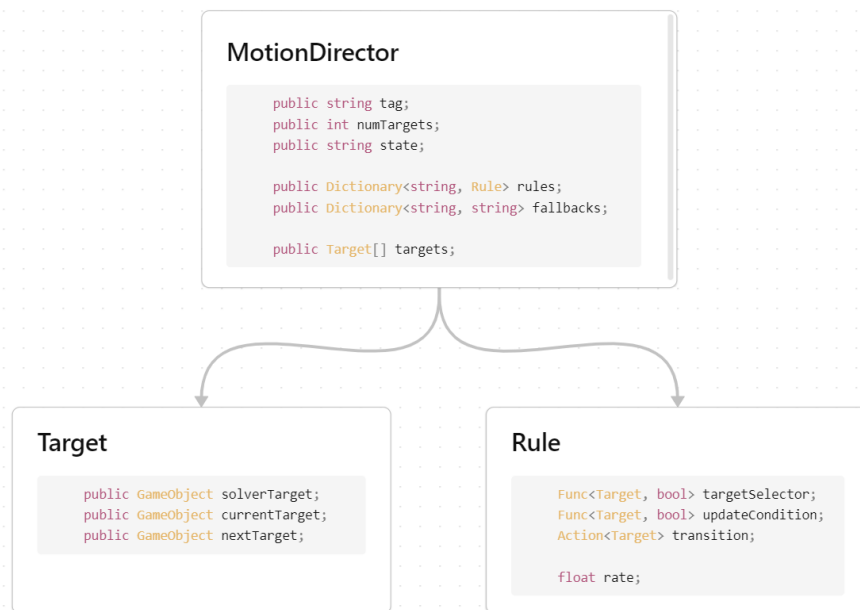 MotionDirector
public string tag;
public int numTargets;
public string state;
public Dictionary<string, Rule> rules;
public Dictionary<string, string> fallbacks;
public Target[] targets;
Target
public GameObject solverTarget;
public GameObject currentTarget;
public GameObject nextTarget;
Rule
Func<Target, bool> targetSelector;
Func<Target, bool> updateCondition;
Action<Target> transition;
float rate;